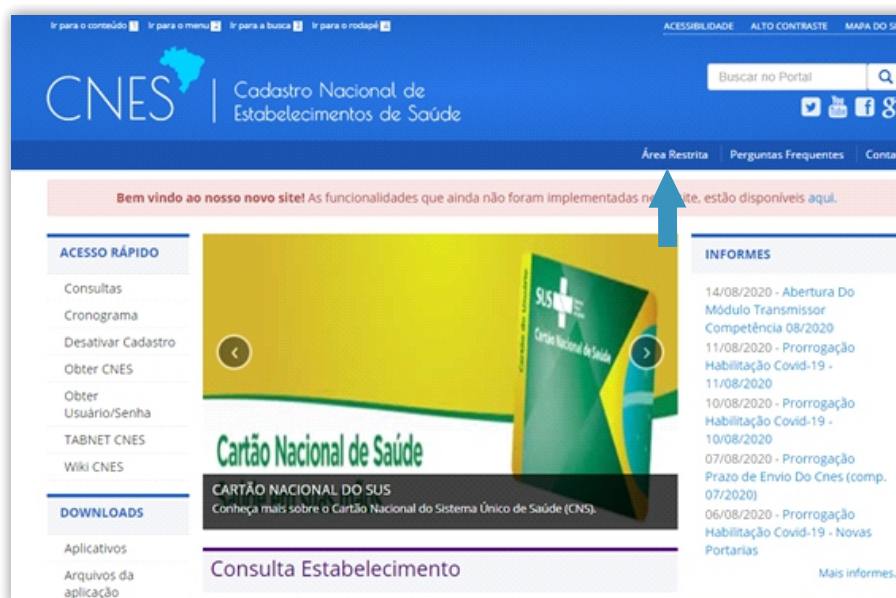 Ir para o conteúdo 1 Ir para o menu 2 Ir para a busca 3 Ir para o rodapé 4
ACESSIBILIDADE ALTO CONTRASTE MAPA DO
CNES
Cadastro Nacional de
Estabelecimentos de Saúde
Buscar no Portal
Área Restrita Perguntas Frequentes Conta
Bem vindo ao nosso novo site! As funcionalidades que ainda não foram implementadas, estão disponíveis aqui.
ACESSO RÁPIDO
Consultas
Cronograma
Desativar Cadastro
Obter CNES
Obter
Usuário/Senha
TABNET CNES
Wiki CNES
DOWNLOADS
Aplicativos
Arquivos da
aplicação
SUS
Cartão Nacional de Saúde
Cartão Nacional de Saúde
CARTÃO NACIONAL DO SUS
Conheça mais sobre o Cartão Nacional do Sistema Único de Saúde (CNS).
Consulta Estabelecimento
INFORMES
14/08/2020 - Abertura Do
Módulo Transmissor
Competência 08/2020
11/08/2020 - Prorrogação
Habilitação Covid-19 -
11/08/2020
10/08/2020 - Prorrogação
Habilitação Covid-19 -
10/08/2020
07/08/2020 - Prorrogação
Prazo de Envio Do Cnes (comp.
07/2020)
06/08/2020 - Prorrogação
Habilitação Covid-19 - Novas
Portarias
Mais informes.